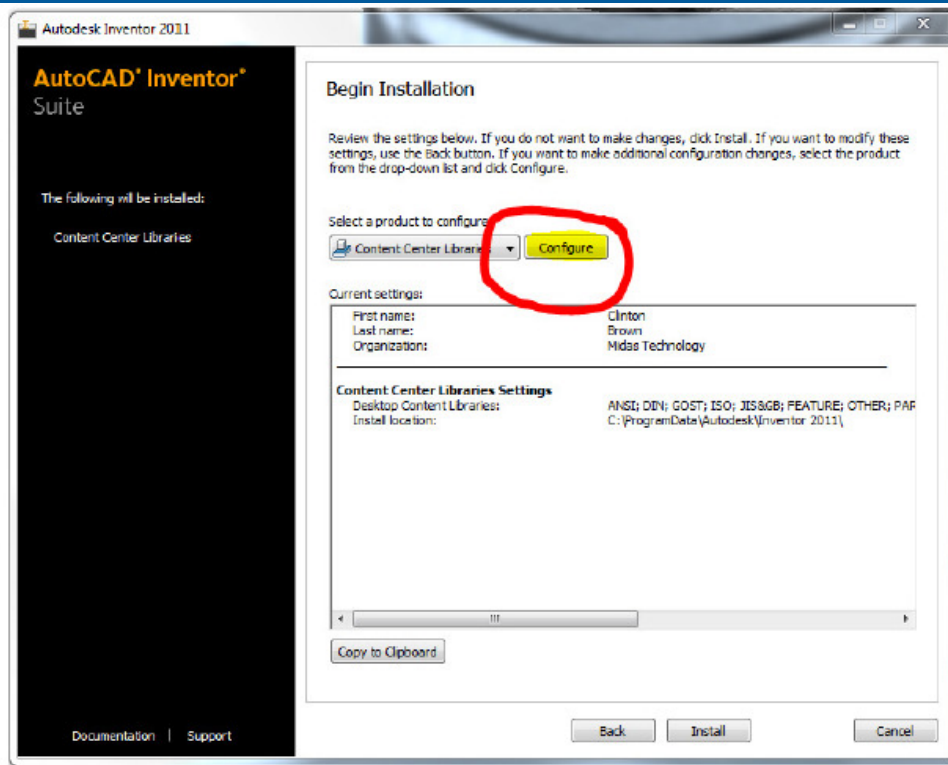 Autodesk Inventor 2011
AutoCAD® Inventor®
Suite
The following will be installed:
Content Center Libraries
Begin Installation
Review the settings below. If you do not want to make changes, click Install. If you want to modify these
settings, use the Back button. If you want to make additional configuration changes, select the product
from the drop-down list and click Configure.
Select a product to configure
Content Center Libraries
Configure
Current settings:
First name: Clinton
Last name: Brown
Organization: Midas Technology
Content Center Libraries Settings
Desktop Content Libraries: ANSI; DIN; GOST; ISO; JIS&GB; FEATURE; OTHER; PAR
Install location: C:\ProgramData\Autodesk\Inventor 2011\
Copy to Clipboard
Documentation | Support
Back Install Cancel